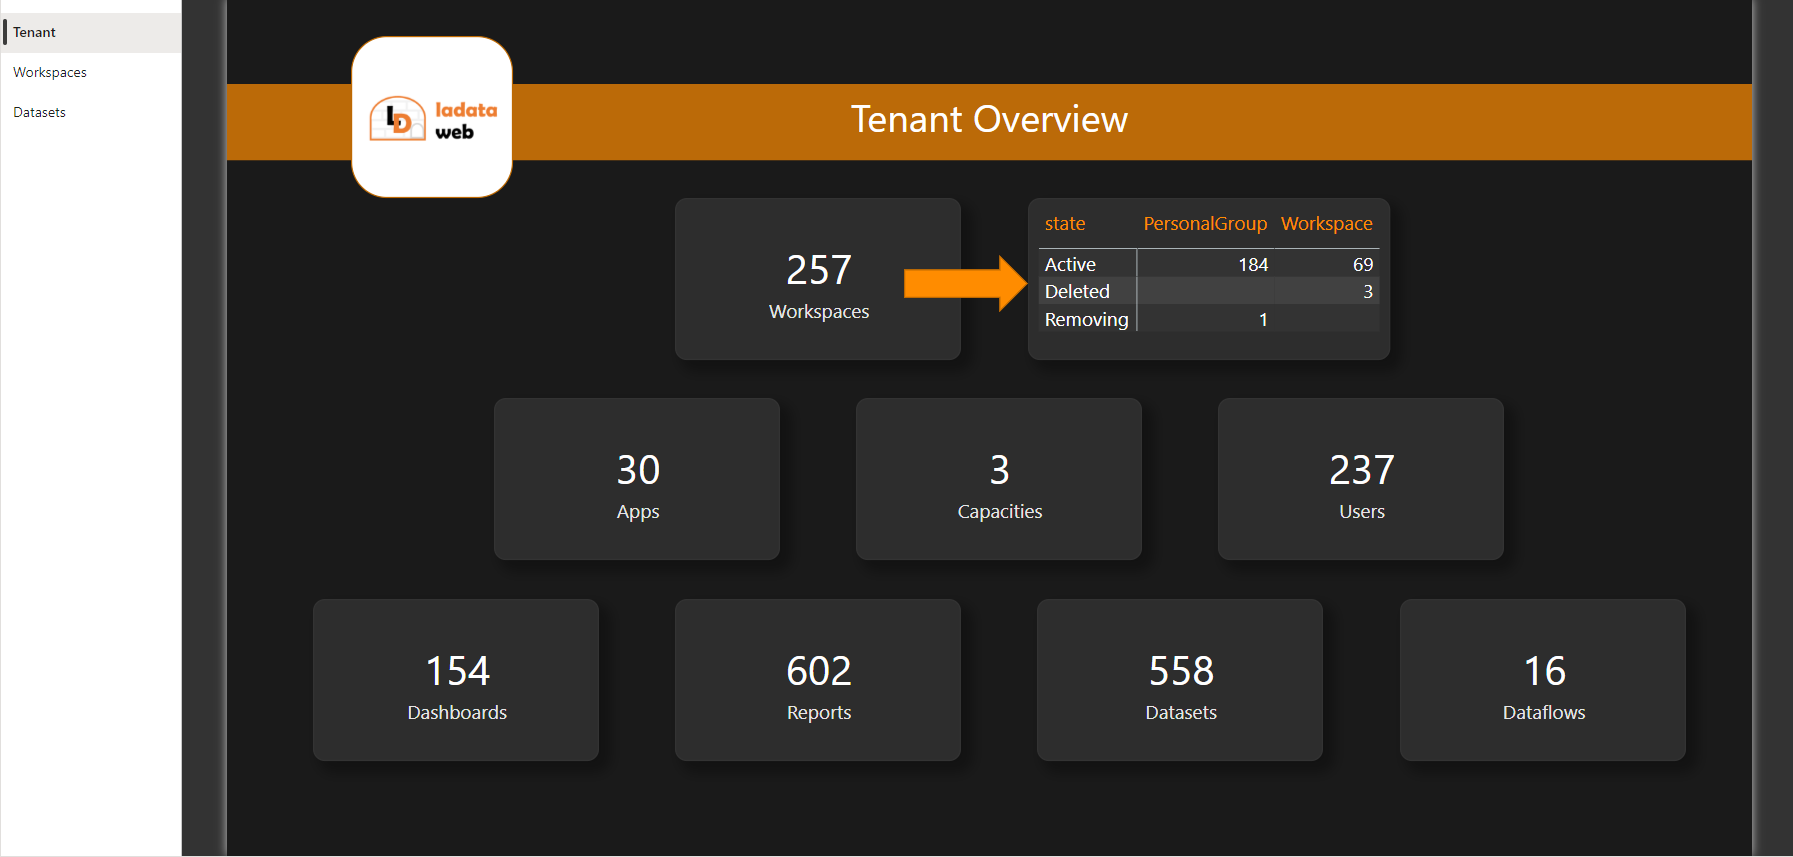 Tenant
Workspaces
Datasets
LD ladata
web
Tenant Overview
257
Workspaces
state PersonalGroup Workspace
Active 184 69
Deleted 3
Removing 1
30
Apps
3
Capacities
237
Users
154
Dashboards
602
Reports
558
Datasets
16
Dataflows